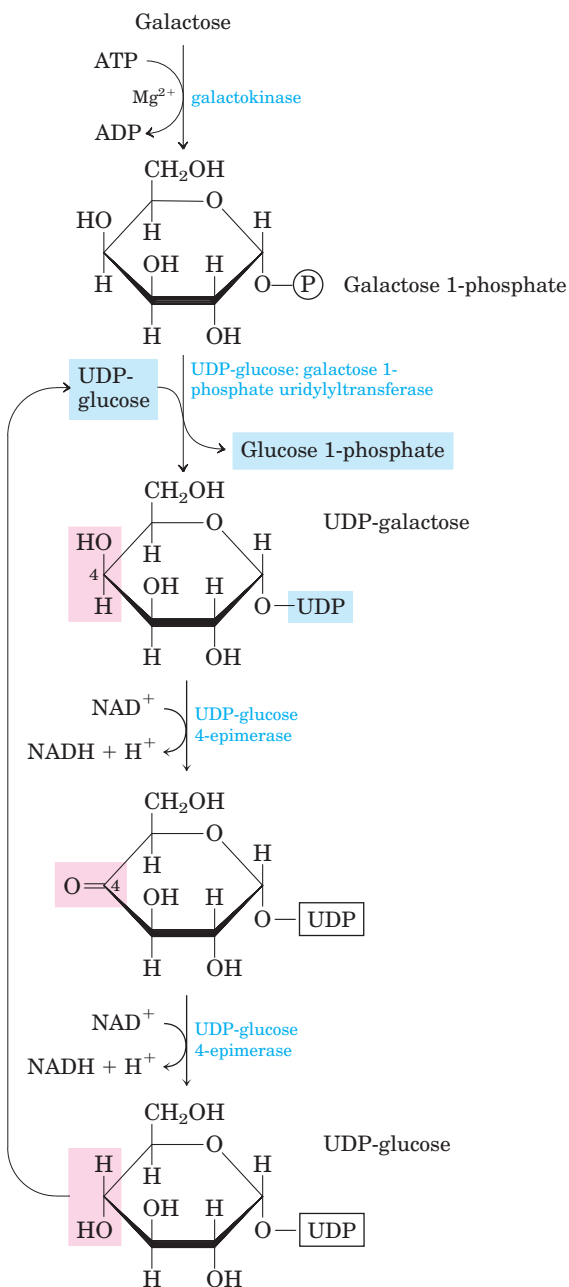 Galactose
ATP
Mg2+
galactokinase
ADP
CH2OH
HO
O
H
H
OH
H
H
O
P
Galactose 1-phosphate
H
OH
UDP-
glucose
UDP-glucose: galactose 1-
phosphate uridylyltransferase
Glucose 1-phosphate
CH2OH
UDP-galactose
HO
O
H
H
4
OH
H
H
O
UDP
H
OH
NAD+
UDP-glucose
4-epimerase
NADH + H+
CH2OH
O
H
H
O
4
OH
H
O
UDP
H
OH
NAD+
UDP-glucose
4-epimerase
NADH + H+
CH2OH
UDP-glucose
O
H
H
H
HO
OH
H
O
UDP
H
OH